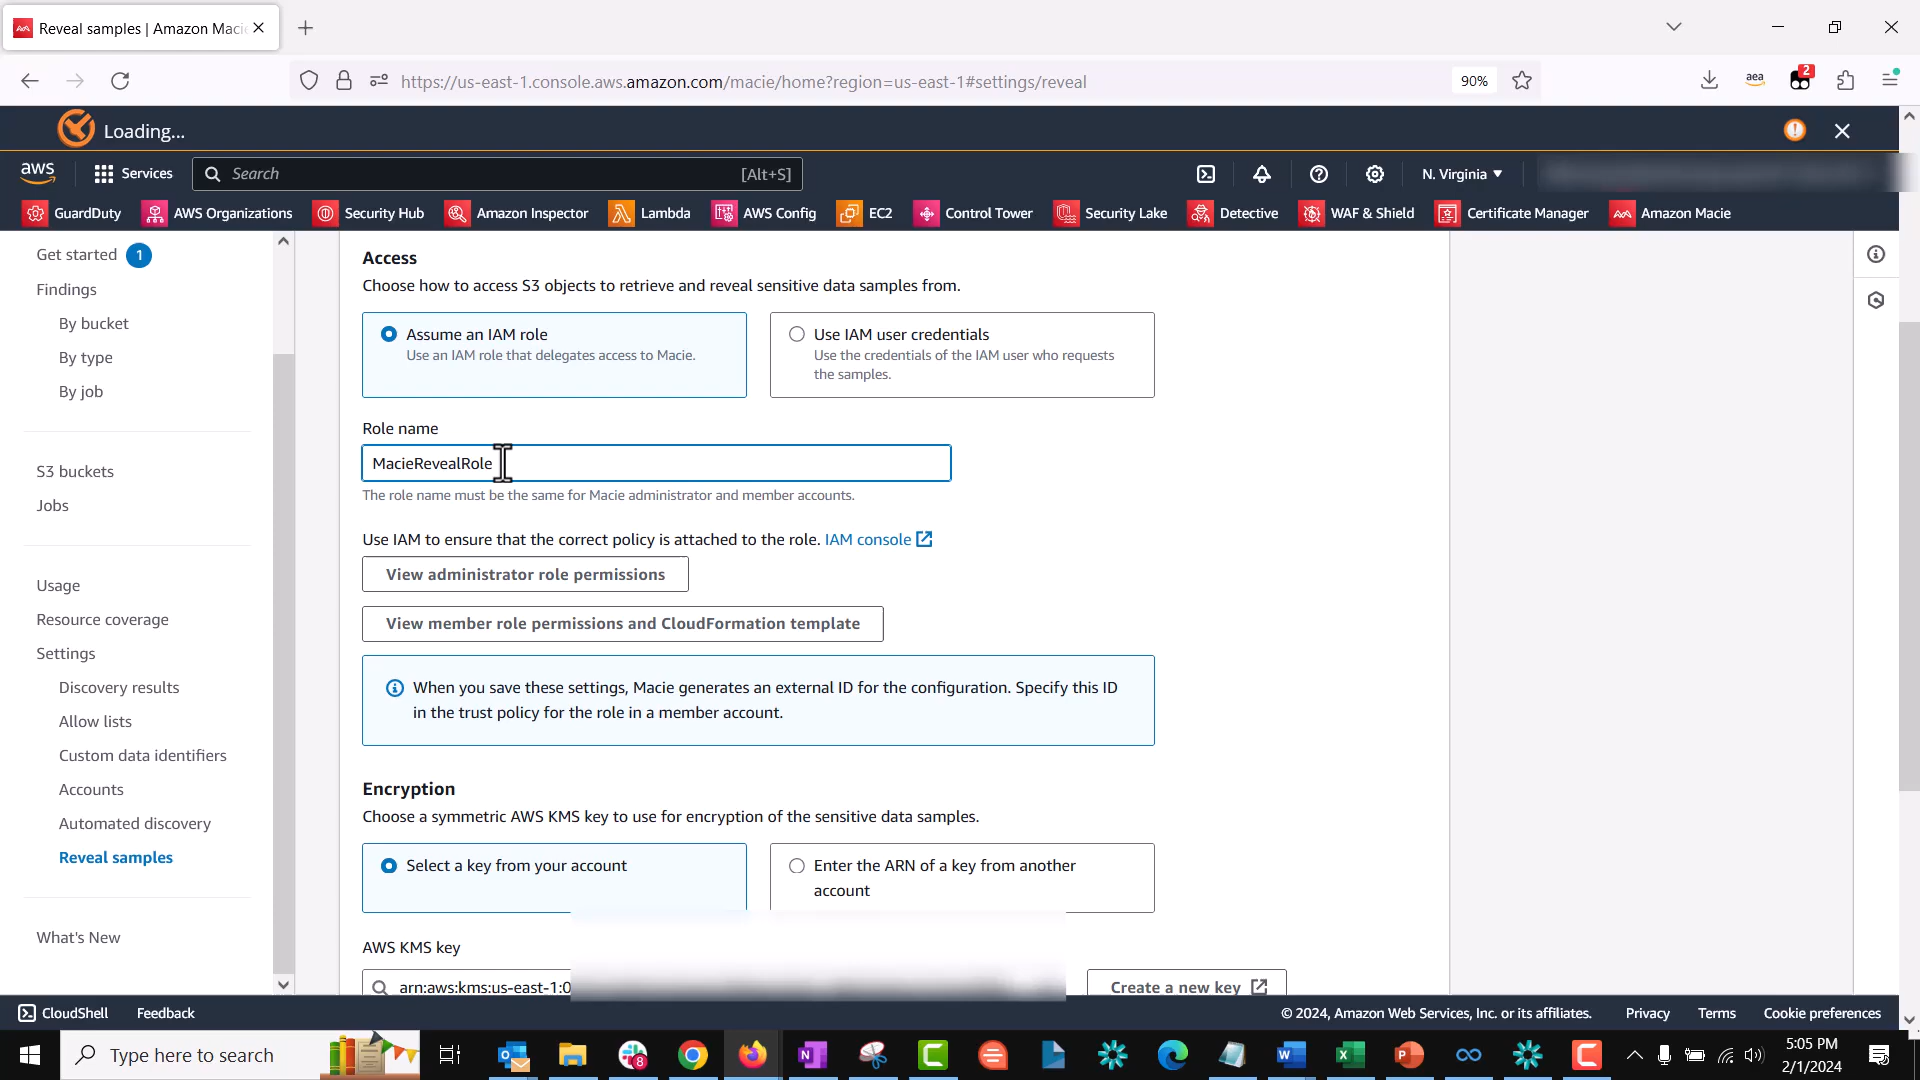 Reveal samples | Amazon Maci
https://us-east-1.console.aws.amazon.com/macie/home?region=us-east-1#settings/reveal
90%
aea
2
Loading...
aws
Services
Search
[Alt+S]
N. Virginia
GuardDuty
AWS Organizations
Security Hub
Amazon Inspector
Lambda
AWS Config
EC2
Control Tower
Security Lake
Detective
WAF & Shield
Certificate Manager
Amazon Macie
Get started 1
Findings
By bucket
By type
By job
S3 buckets
Jobs
Usage
Resource coverage
Settings
Discovery results
Allow lists
Custom data identifiers
Accounts
Automated discovery
Reveal samples
What's New
Access
Choose how to access S3 objects to retrieve and reveal sensitive data samples from.
Assume an IAM role
Use an IAM role that delegates access to Macie.
Use IAM user credentials
Use the credentials of the IAM user who requests
the samples.
Role name
MacieRevealRole
The role name must be the same for Macie administrator and member accounts.
Use IAM to ensure that the correct policy is attached to the role. IAM console
View administrator role permissions
View member role permissions and CloudFormation template
When you save these settings, Macie generates an external ID for the configuration. Specify this ID
in the trust policy for the role in a member account.
Encryption
Choose a symmetric AWS KMS key to use for encryption of the sensitive data samples.
Select a key from your account
Enter the ARN of a key from another
account
AWS KMS key
arn:aws:kms:us-east-1:0
Create a new key
CloudShell
Feedback
© 2024, Amazon Web Services, Inc. or its affiliates.
Privacy
Terms
Cookie preferences
Type here to search
8
5:05 PM
2/1/2024